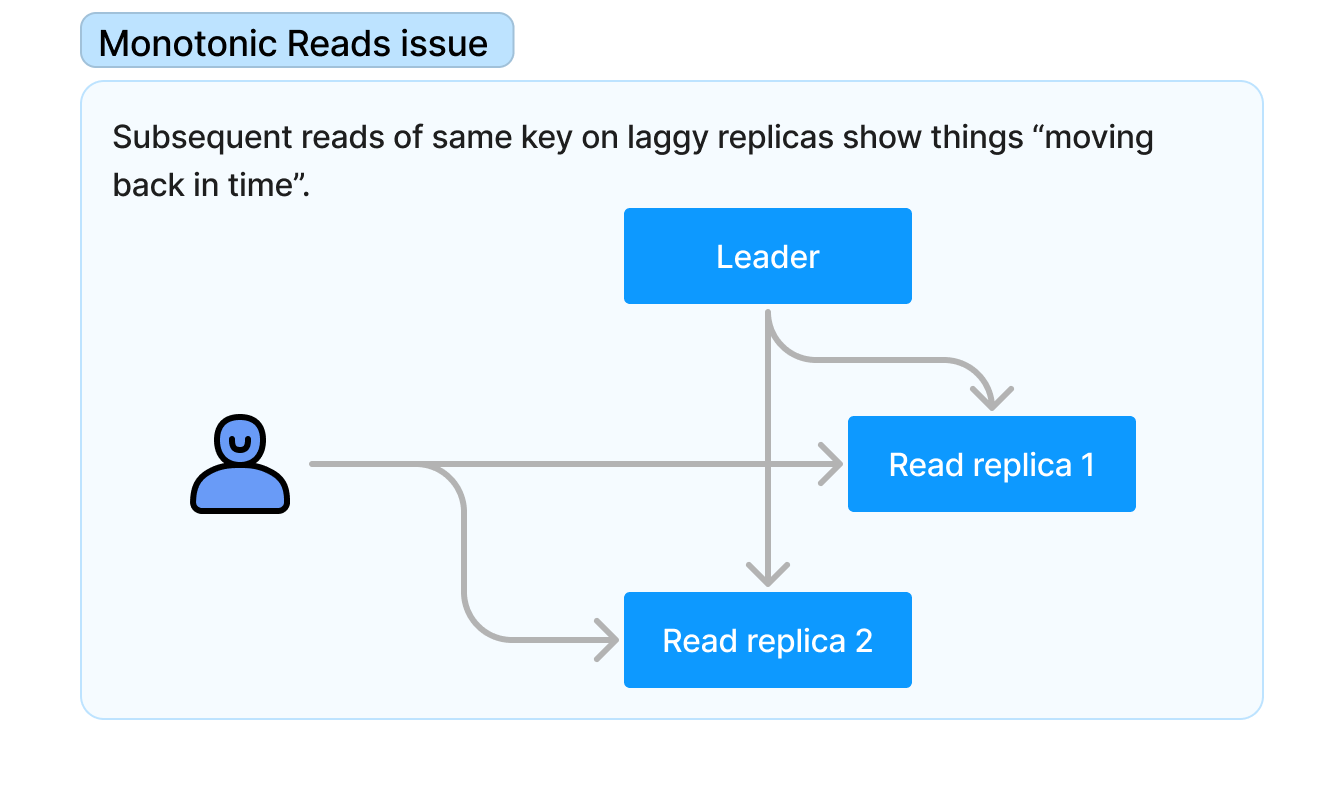 Monotonic Reads issue
Subsequent reads of same key on laggy replicas show things “moving
back in time”.
Leader
Read replica 1
Read replica 2